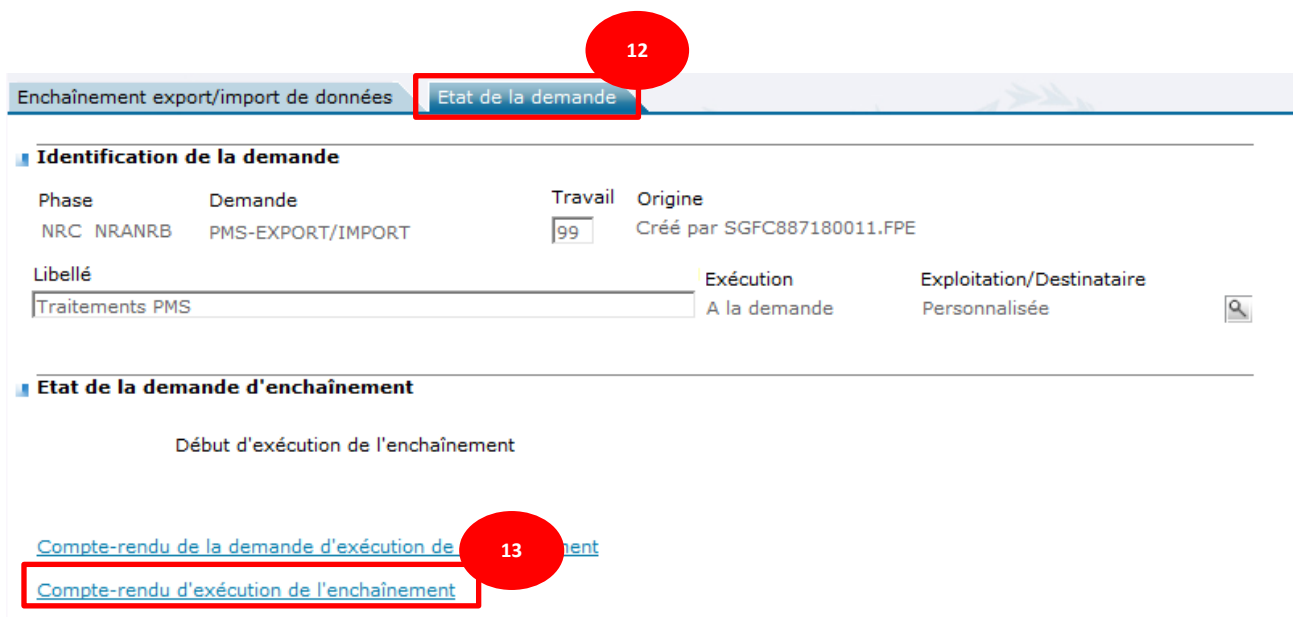 12
Enchaînement export/import de données Etat de la demande
Identification de la demande
Phase Demande Travail Origine
NRC NRANRB PMS-EXPORT/IMPORT 99 Créé par SGFC887180011.FPE
Libellé Exécution Exploitation/Destinataire
Traitements PMS A la demande Personnalisée
Etat de la demande d'enchaînement
Début d'exécution de l'enchaînement
Compte-rendu de la demande d'exécution de 13 ment
Compte-rendu d'exécution de l'enchaînement